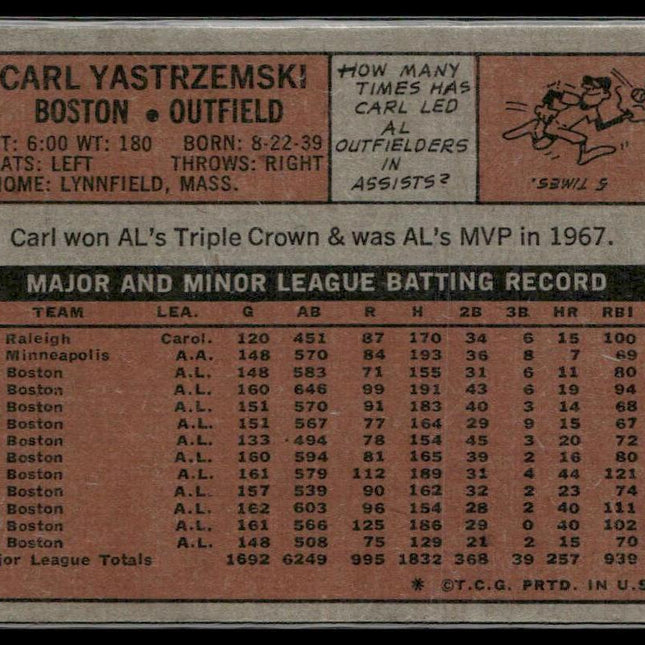 CARL YASTRZEMSKI
BOSTON • OUTFIELD
T: 6:00 WT: 180 BORN: 8-22-39
ATS: LEFT THROWS: RIGHT
HOME: LYNNFIELD, MASS.
HOW MANY
TIMES HAS
CARL LED
AL
OUTFIELDERS
IN
ASSISTS?
5 TIMES.
Carl won AL's Triple Crown & was AL's MVP in 1967.
MAJOR AND MINOR LEAGUE BATTING RECORD
TEAM LEA. G AB R H 2B 3B HR RBI
Raleigh Carol. 120 451 87 170 34 6 15 100
Minneapolis A.A. 148 570 84 193 36 8 7 69
Boston A.L. 148 583 71 155 31 6 11 80
Boston A.L. 160 646 99 191 43 6 19 94
Boston A.L. 151 570 91 183 40 3 14 68
Boston A.L. 151 567 77 164 29 9 15 67
Boston A.L. 133 494 78 154 45 3 20 72
Boston A.L. 160 594 81 165 39 2 16 80
Boston A.L. 161 579 112 189 31 4 44 121
Boston A.L. 157 539 90 162 32 2 23 74
Boston A.L. 162 603 96 154 28 2 40 111
Boston A.L. 161 566 125 186 29 0 40 102
Boston A.L. 148 508 75 129 21 2 15 70
jor League Totals 1692 6249 995 1832 368 39 257 939
* ©T.C.G. PRTD. IN U.S